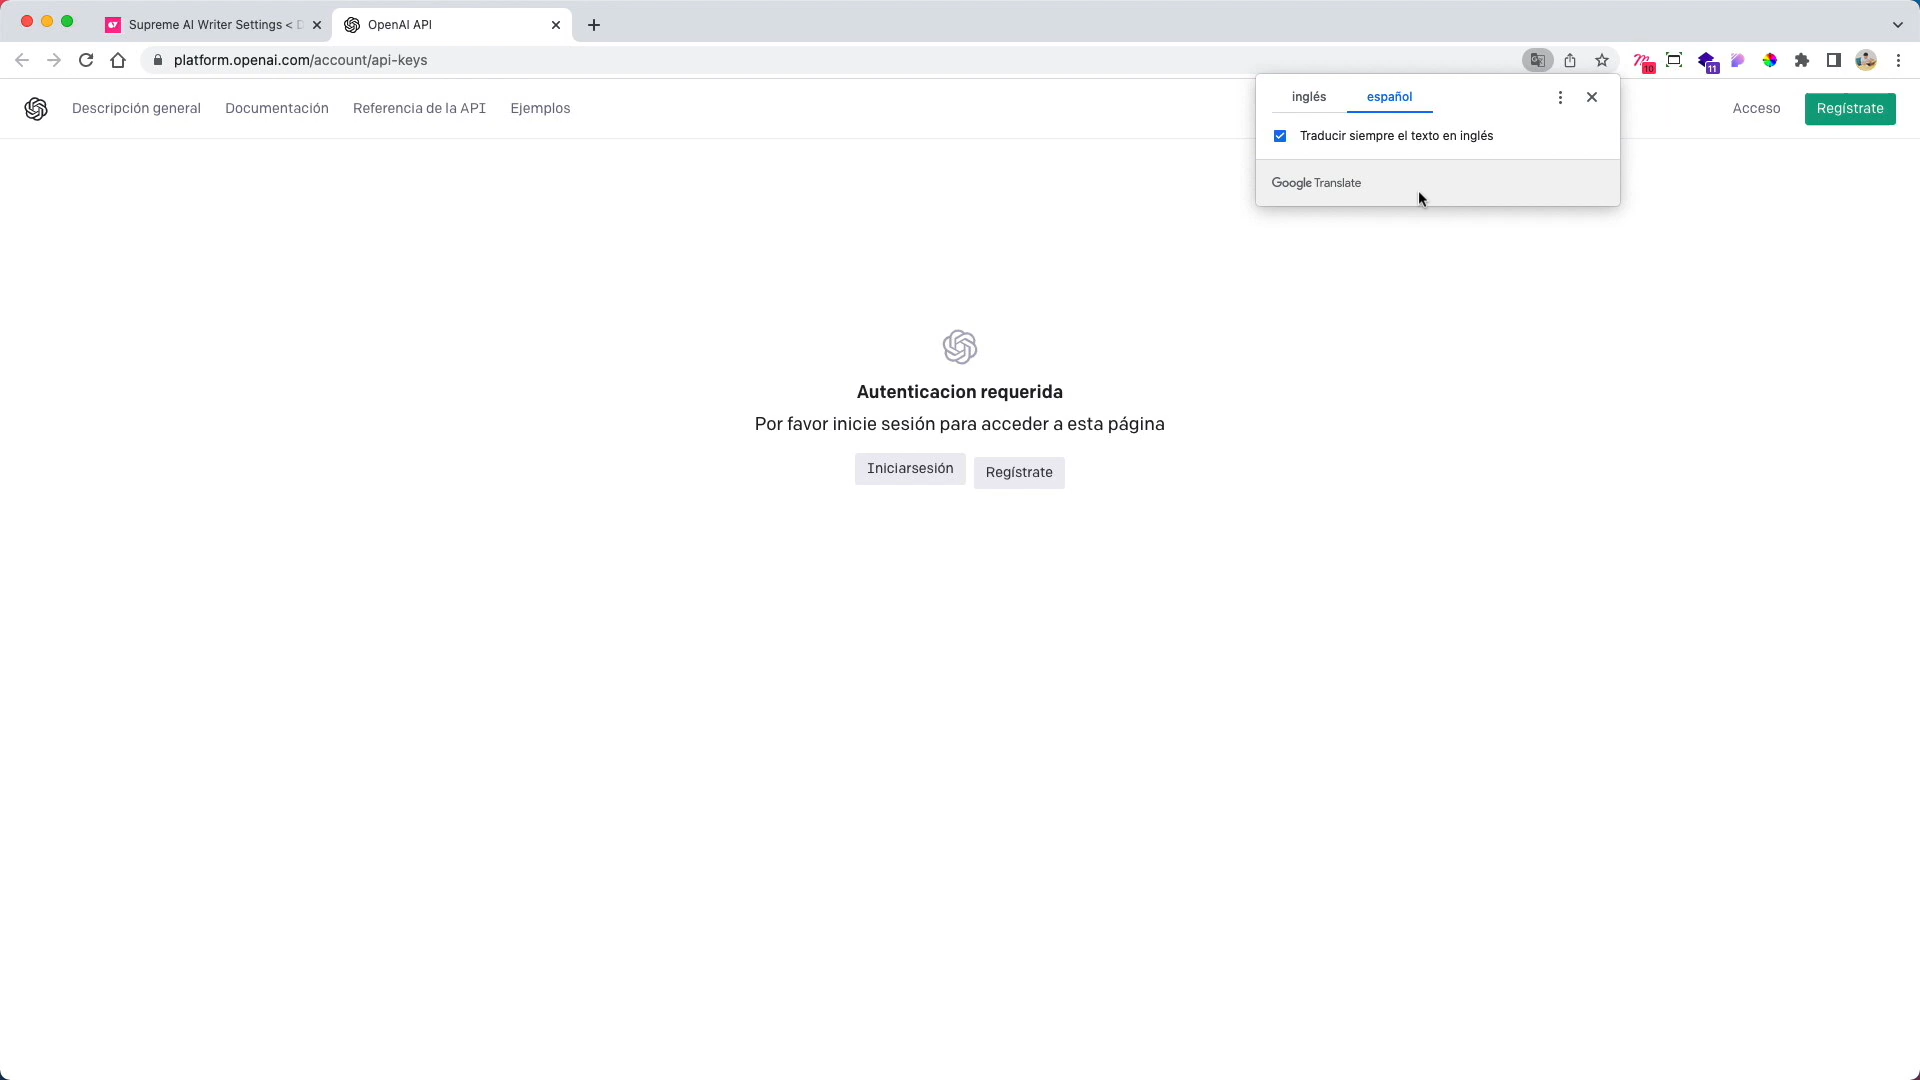 Supreme AI Writer Settings < D
OpenAI API
platform.openai.com/account/api-keys
10
11
Descripción general
Documentación
Referencia de la API
Ejemplos
Acceso
Regístrate
inglés
español
Traducir siempre el texto en inglés
Google Translate
Autenticacion requerida
Por favor inicie sesión para acceder a esta página
Iniciarsesión
Regístrate